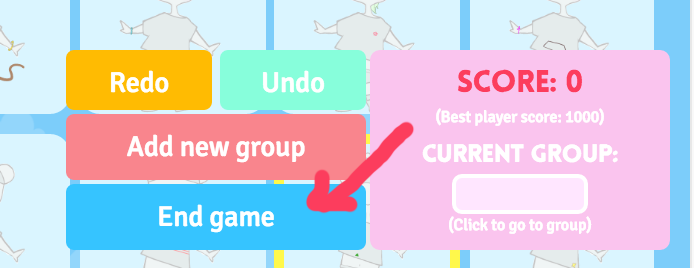 Redo
Undo
Add new group
End game
SCORE: 0
(Best player score: 1000)
CURRENT GROUP:
(Click to go to group)